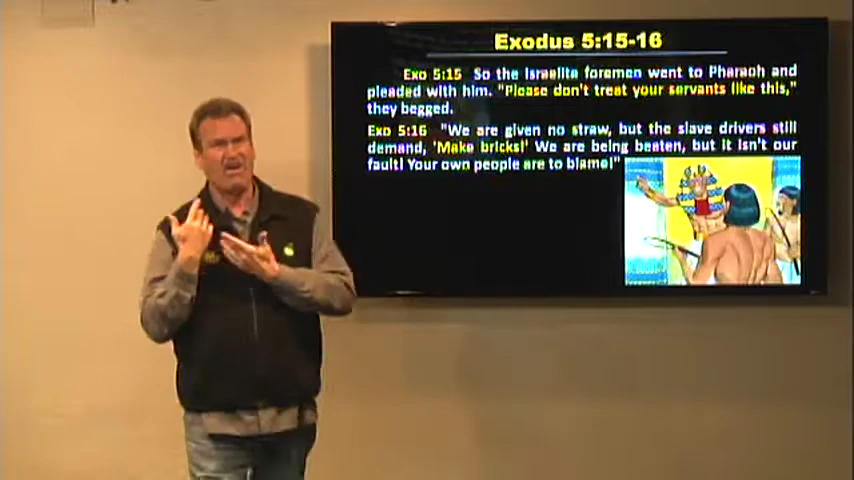 Exodus 5:15-16
Exo 5:15 So the Israelite foremen went to Pharaoh and
pleaded with him. "Please don't treat your servants like this,"
they begged.
Exo 5:16 "We are given no straw, but the slave drivers still
demand, 'Make bricks!' We are being beaten, but it isn't our
fault! Your own people are to blame!"